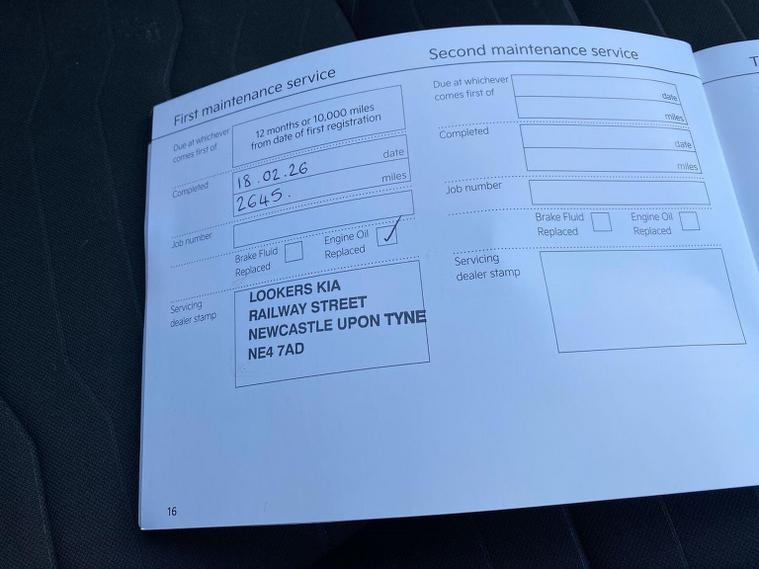 First maintenance service
Due at whichever
comes first of
12 months or 10,000 miles
from date of first registration
Completed
18.02.26
date
2645.
miles
Job number
Brake Fluid
Replaced
Engine Oil
Replaced
Servicing
dealer stamp
LOOKERS KIA
RAILWAY STREET
NEWCASTLE UPON TYNE
NE4 7AD
16
Second maintenance service
Due at whichever
comes first of
date
miles
Completed
date
miles
Job number
Brake Fluid
Replaced
Engine Oil
Replaced
Servicing
dealer stamp